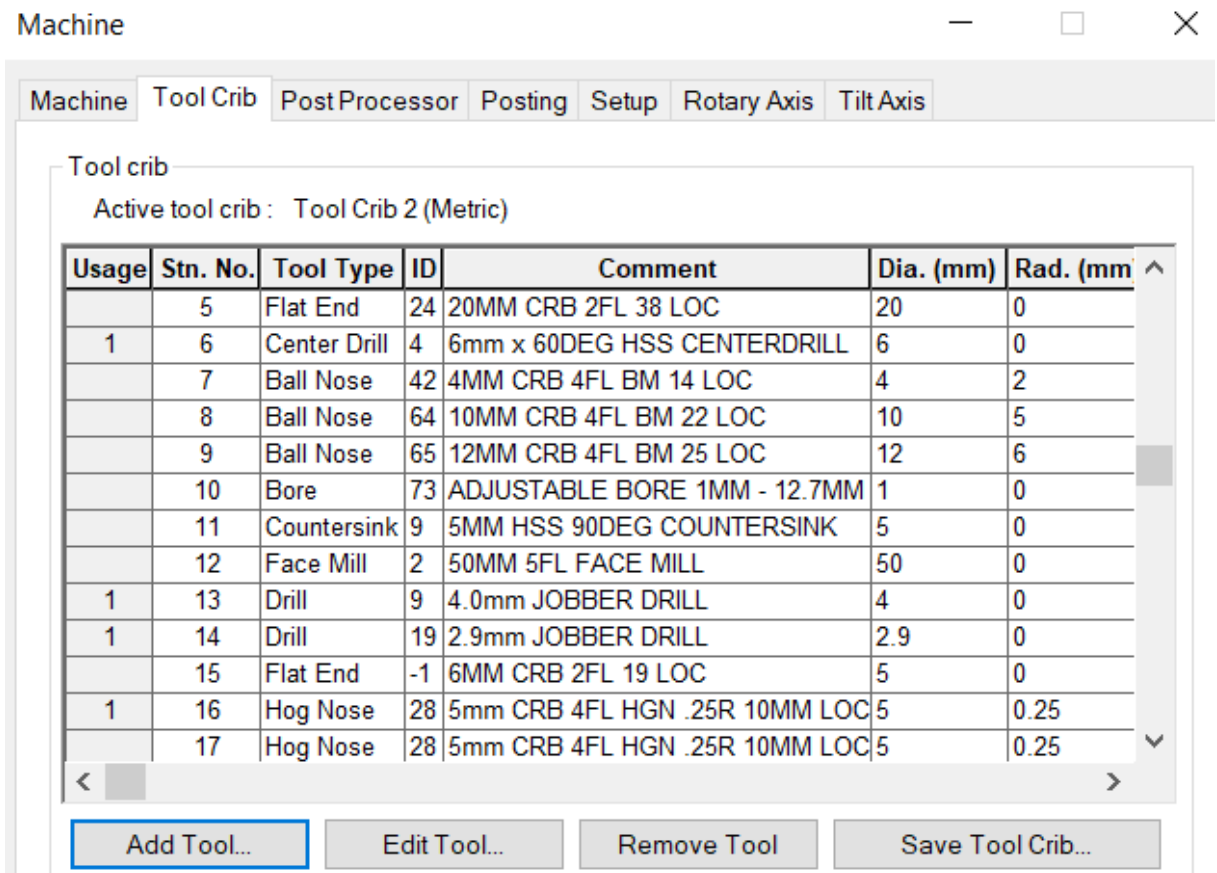 Machine
Machine Tool Crib Post Processor Posting Setup Rotary Axis Tilt Axis
Tool crib
Active tool crib : Tool Crib 2 (Metric)
Usage Stn. No. Tool Type ID Comment Dia. (mm) Rad. (mm)
5 Flat End 24 20MM CRB 2FL 38 LOC 20 0
1 6 Center Drill 4 6mm x 60DEG HSS CENTERDRILL 6 0
7 Ball Nose 42 4MM CRB 4FL BM 14 LOC 4 2
8 Ball Nose 64 10MM CRB 4FL BM 22 LOC 10 5
9 Ball Nose 65 12MM CRB 4FL BM 25 LOC 12 6
10 Bore 73 ADJUSTABLE BORE 1MM - 12.7MM 1 0
11 Countersink 9 5MM HSS 90DEG COUNTERSINK 5 0
12 Face Mill 2 50MM 5FL FACE MILL 50 0
1 13 Drill 9 4.0mm JOBBER DRILL 4 0
1 14 Drill 19 2.9mm JOBBER DRILL 2.9 0
15 Flat End -1 6MM CRB 2FL 19 LOC 5 0
1 16 Hog Nose 28 5mm CRB 4FL HGN .25R 10MM LOC 5 0.25
17 Hog Nose 28 5mm CRB 4FL HGN .25R 10MM LOC 5 0.25
Add Tool... Edit Tool... Remove Tool Save Tool Crib...